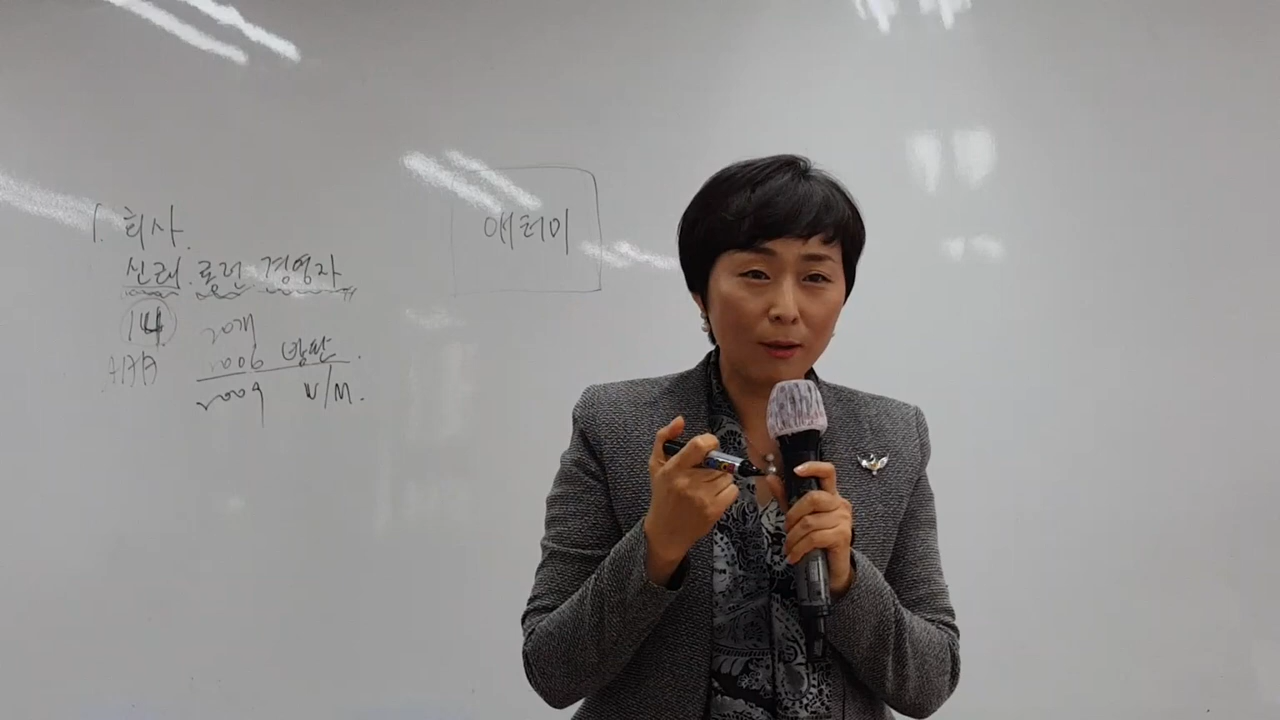 1. 회사.
신뢰. 로런 경영자
14 20개
2006 방판.
2009 N/M.
애터미